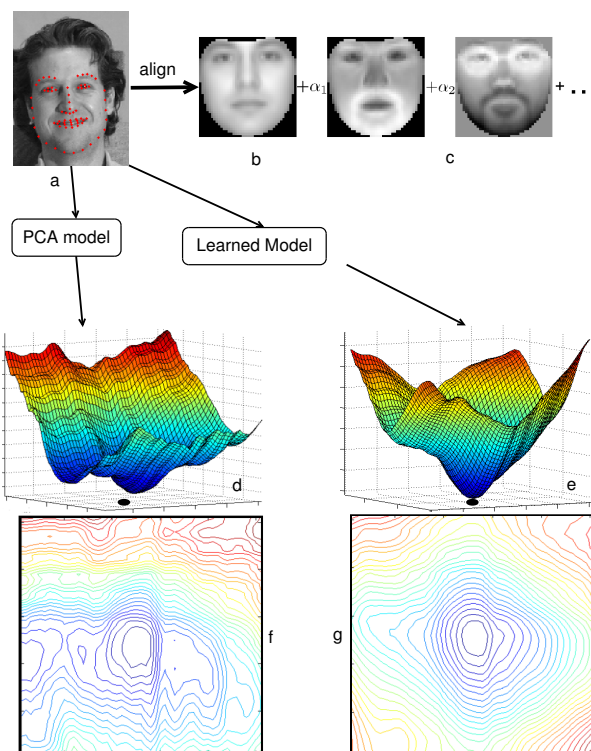 align
+α₁
+α₂
+ ..
a
b
c
PCA model
Learned Model
d
e
f
g